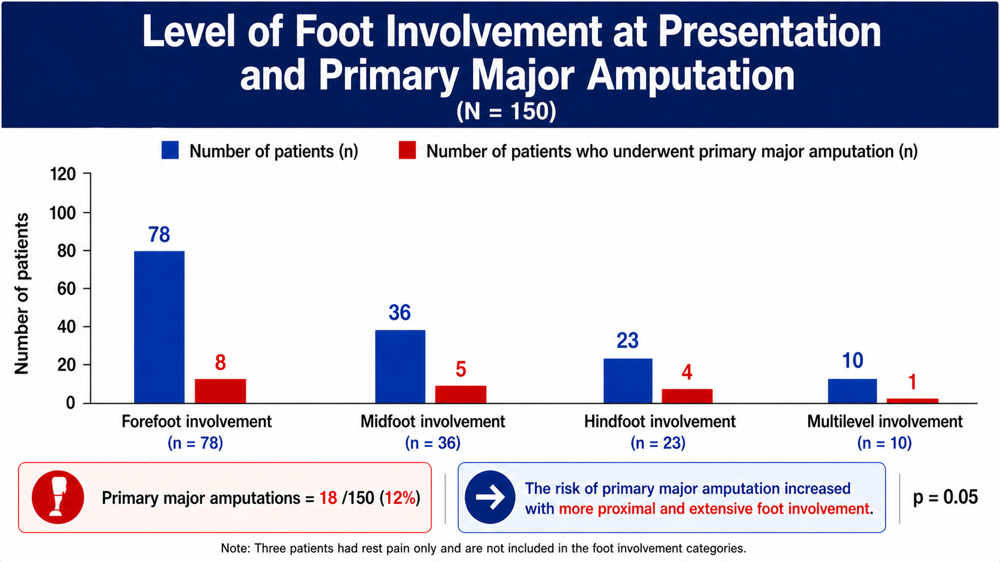 Level of Foot Involvement at Presentation
and Primary Major Amputation
(N = 150)
Number of patients (n)
Number of patients who underwent primary major amputation (n)
Number of patients
120
100
80
60
40
20
0
78
8
36
5
23
4
10
1
Forefoot involvement
(n = 78)
Midfoot involvement
(n = 36)
Hindfoot involvement
(n = 23)
Multilevel involvement
(n = 10)
Primary major amputations = 18 /150 (12%)
The risk of primary major amputation increased
with more proximal and extensive foot involvement.
p = 0.05
Note: Three patients had rest pain only and are not included in the foot involvement categories.